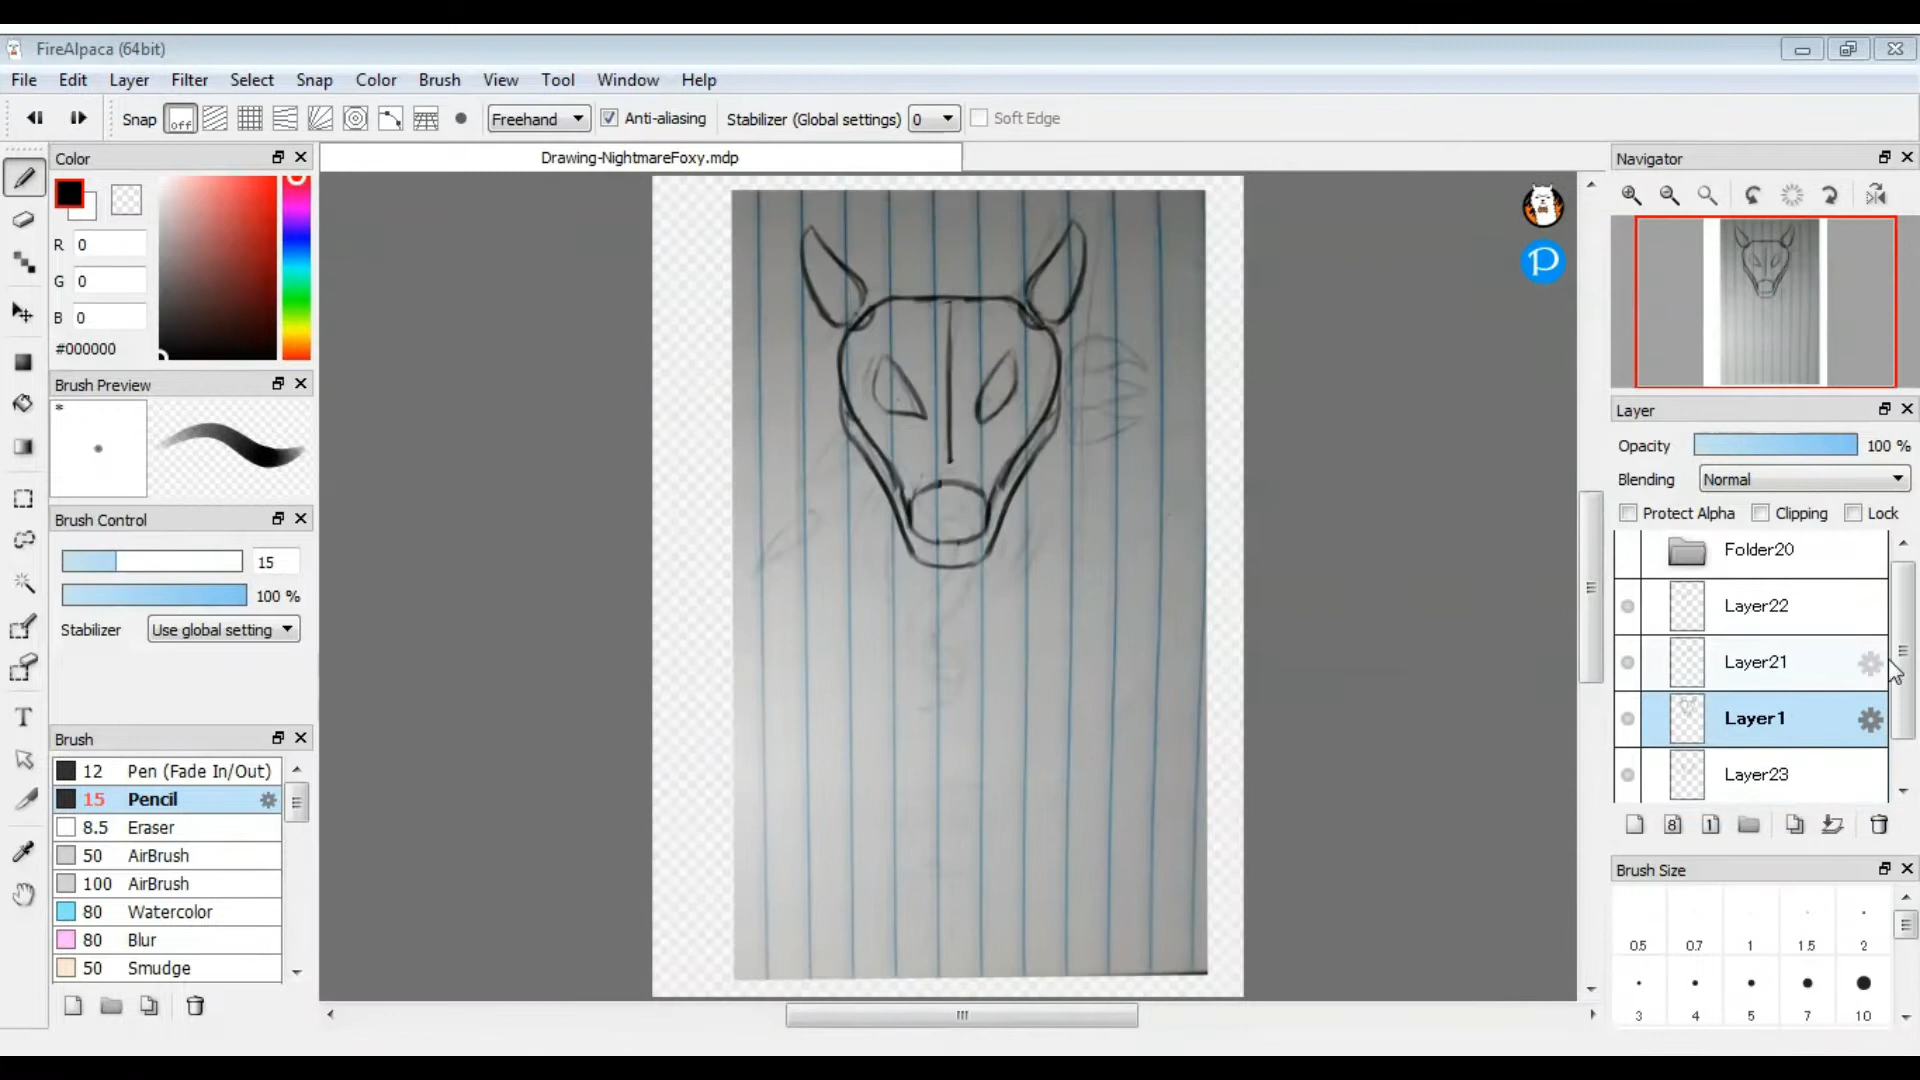 FireAlpaca (64bit)
File Edit Layer Filter Select Snap Color Brush View Tool Window Help
Snap off Freehand Anti-aliasing Stabilizer (Global settings) 0 Soft Edge
Color
R 0
G 0
B 0
#000000
Brush Preview
*
Brush Control
15
100 %
Stabilizer Use global setting
Brush
12 Pen (Fade In/Out)
15 Pencil
8.5 Eraser
50 AirBrush
100 AirBrush
80 Watercolor
80 Blur
50 Smudge
Drawing-NightmareFoxy.mdp
P
Navigator
Layer
Opacity 100 %
Blending Normal
Protect Alpha Clipping Lock
Folder20
Layer22
Layer21
Layer1
Layer23
8 1
Brush Size
0.5 0.7 1 1.5 2
3 4 5 7 10